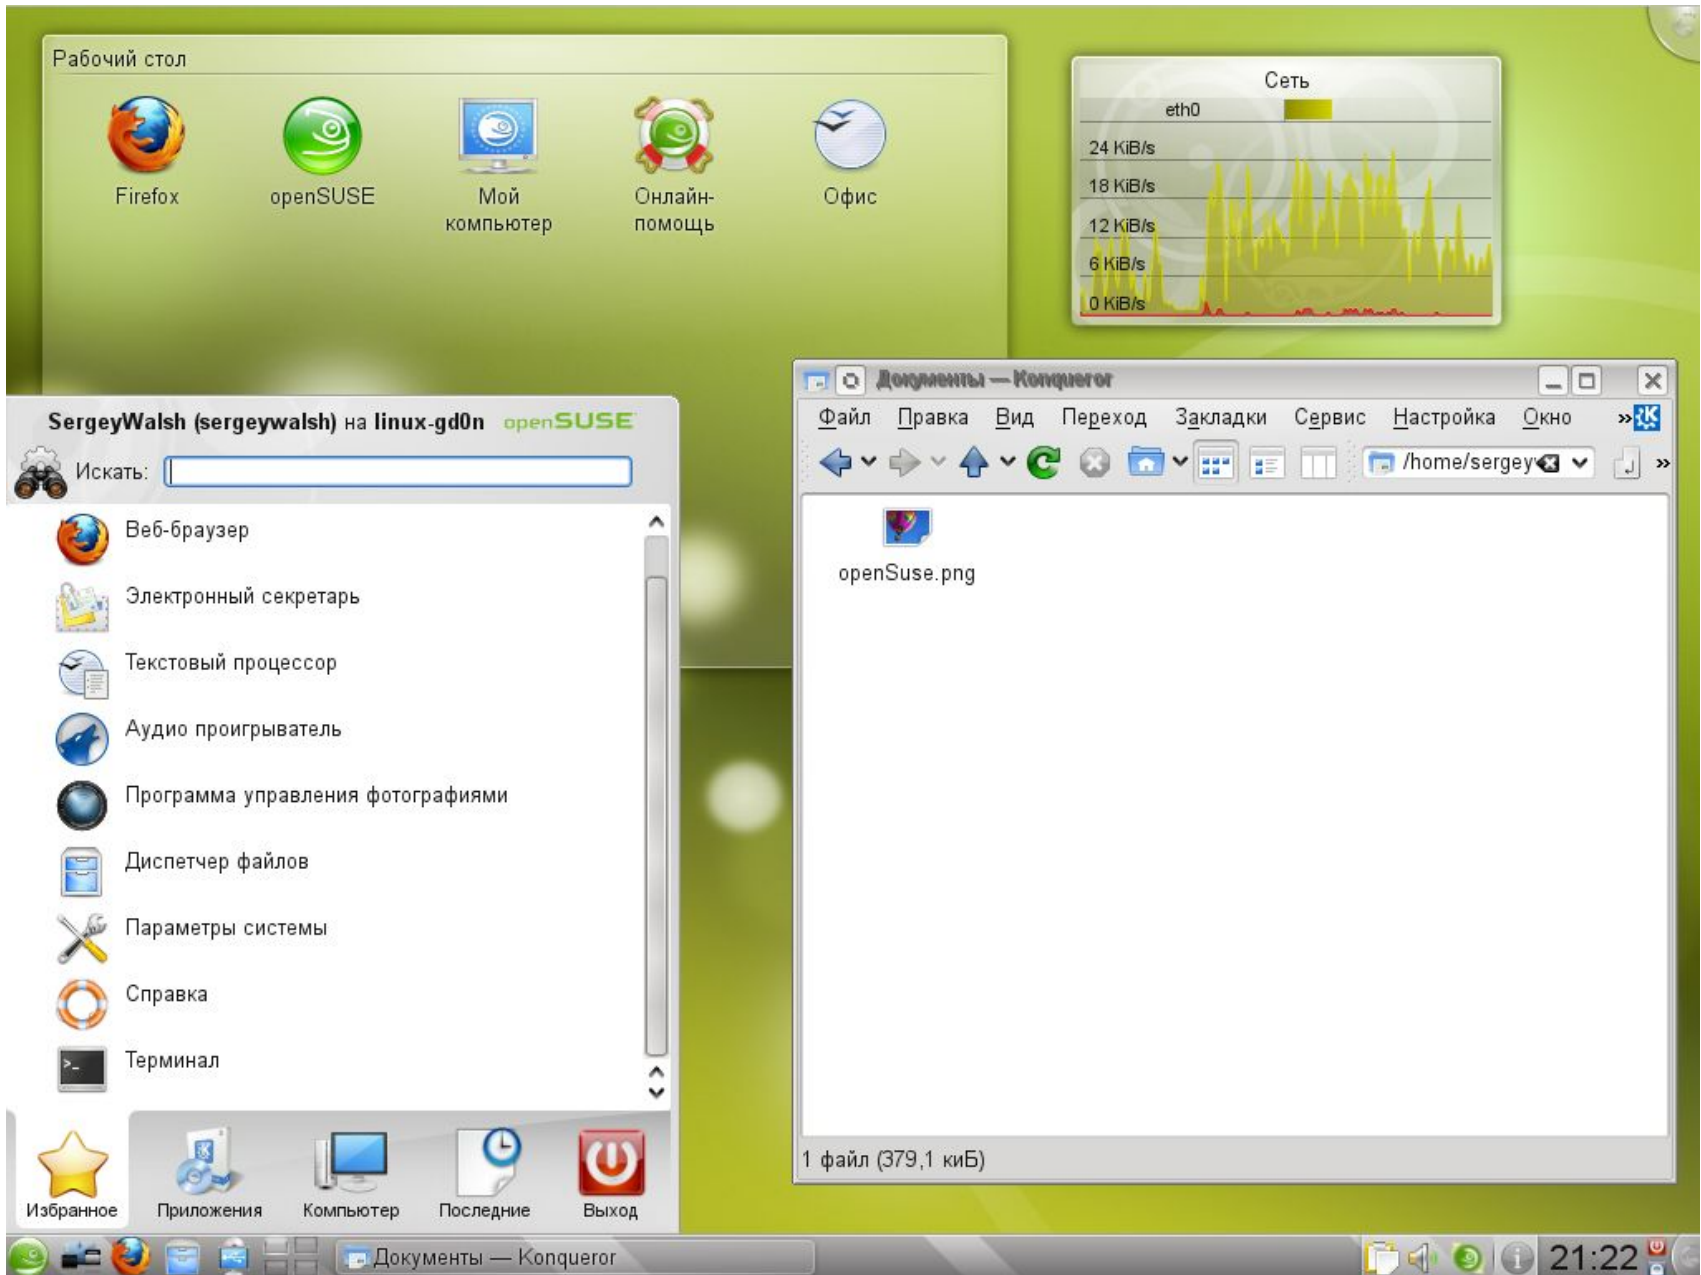 Рабочий стол
Firefox
openSUSE
Мой
компьютер
Онлайн-
помощь
Офис
Сеть
eth0
24 KiB/s
18 KiB/s
12 KiB/s
6 KiB/s
0 KiB/s
SergeyWalsh (sergeywalsh) на linux-gd0n openSUSE
Искать:
Веб-браузер
Электронный секретарь
Текстовый процессор
Аудио проигрыватель
Программа управления фотографиями
Диспетчер файлов
Параметры системы
Справка
Терминал
Избранное Приложения Компьютер Последние Выход
Документы — Konqueror
Файл Правка Вид Переход Закладки Сервис Настройка Окно »
/home/sergey »
openSuse.png
1 файл (379,1 киБ)
Документы — Konqueror
21:22